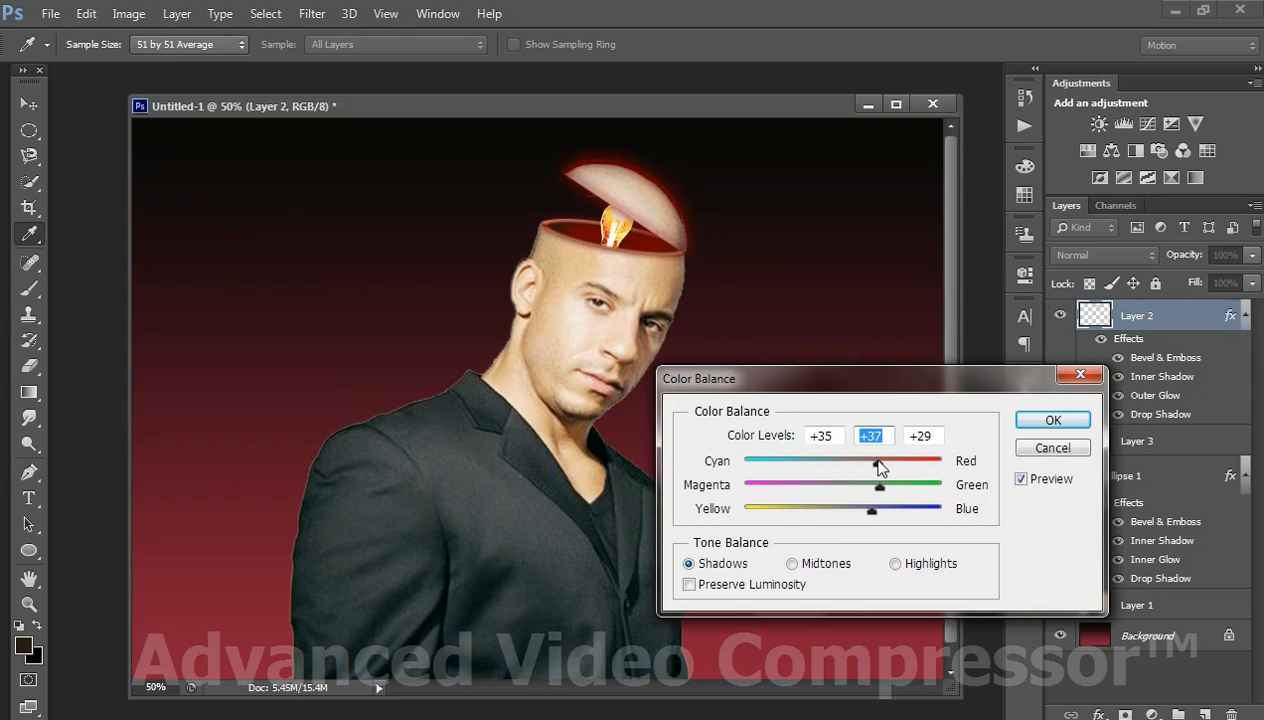 Ps File Edit Image Layer Type Select Filter 3D View Window Help
Sample Size: 51 by 51 Average Sample: All Layers Show Sampling Ring Motion
Ps Untitled-1 @ 50% (Layer 2, RGB/8) *
Adjustments
Add an adjustment
Layers Channels
Kind
Normal Opacity: 100%
Lock: Fill: 100%
Layer 2 fx
Effects
Bevel & Emboss
Inner Shadow
Outer Glow
Drop Shadow
Layer 3
Ellipse 1 fx
Effects
Bevel & Emboss
Inner Shadow
Inner Glow
Drop Shadow
Layer 1
Background
Color Balance
Color Balance
Color Levels: +35 +37 +29
Cyan Red
Magenta Green
Yellow Blue
Tone Balance
Shadows Midtones Highlights
Preserve Luminosity
OK
Cancel
Preview
Advanced Video Compressor™
50% Doc: 5.45M/15.4M